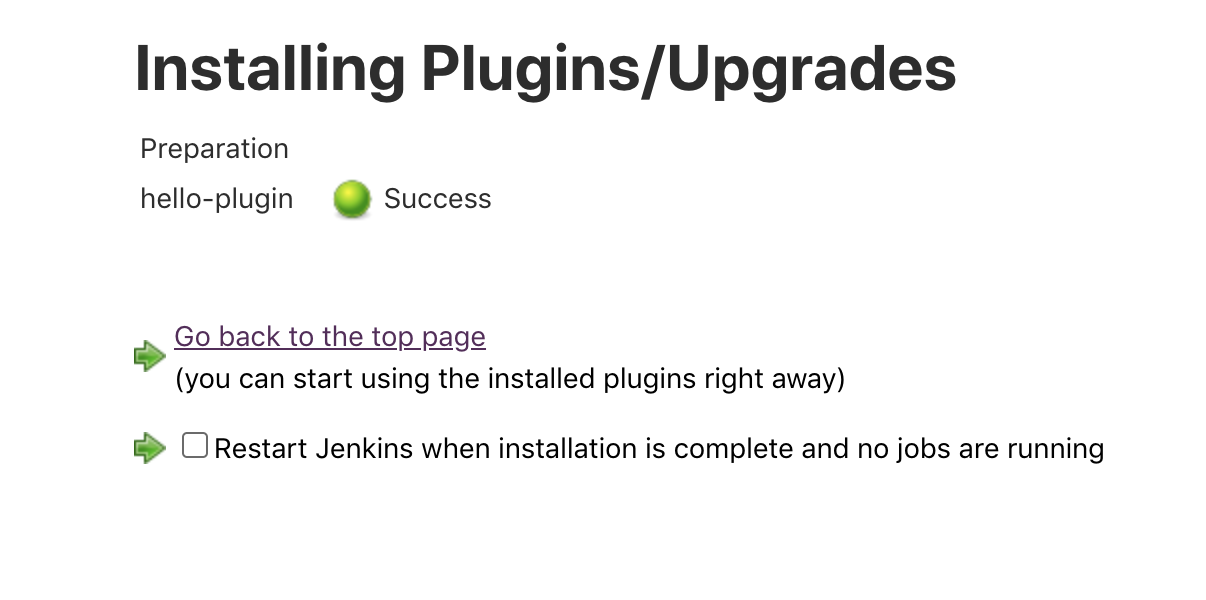 Installing Plugins/Upgrades
Preparation
hello-plugin Success
Go back to the top page
(you can start using the installed plugins right away)
Restart Jenkins when installation is complete and no jobs are running